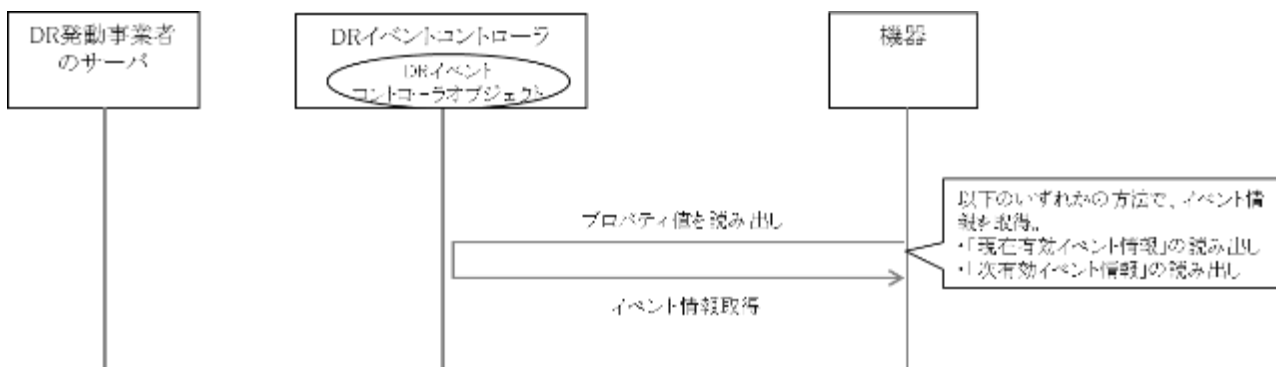 DR発動事業者
のサーバ
DRイベントコントローラ
DRイベント
コントローラオブジェクト
機器
プロパティ値を読み出し
イベント情報取得
以下のいずれかの方法で、イベント情
報を取得。
・「現在有効イベント情報」の読み出し
・「次有効イベント情報」の読み出し